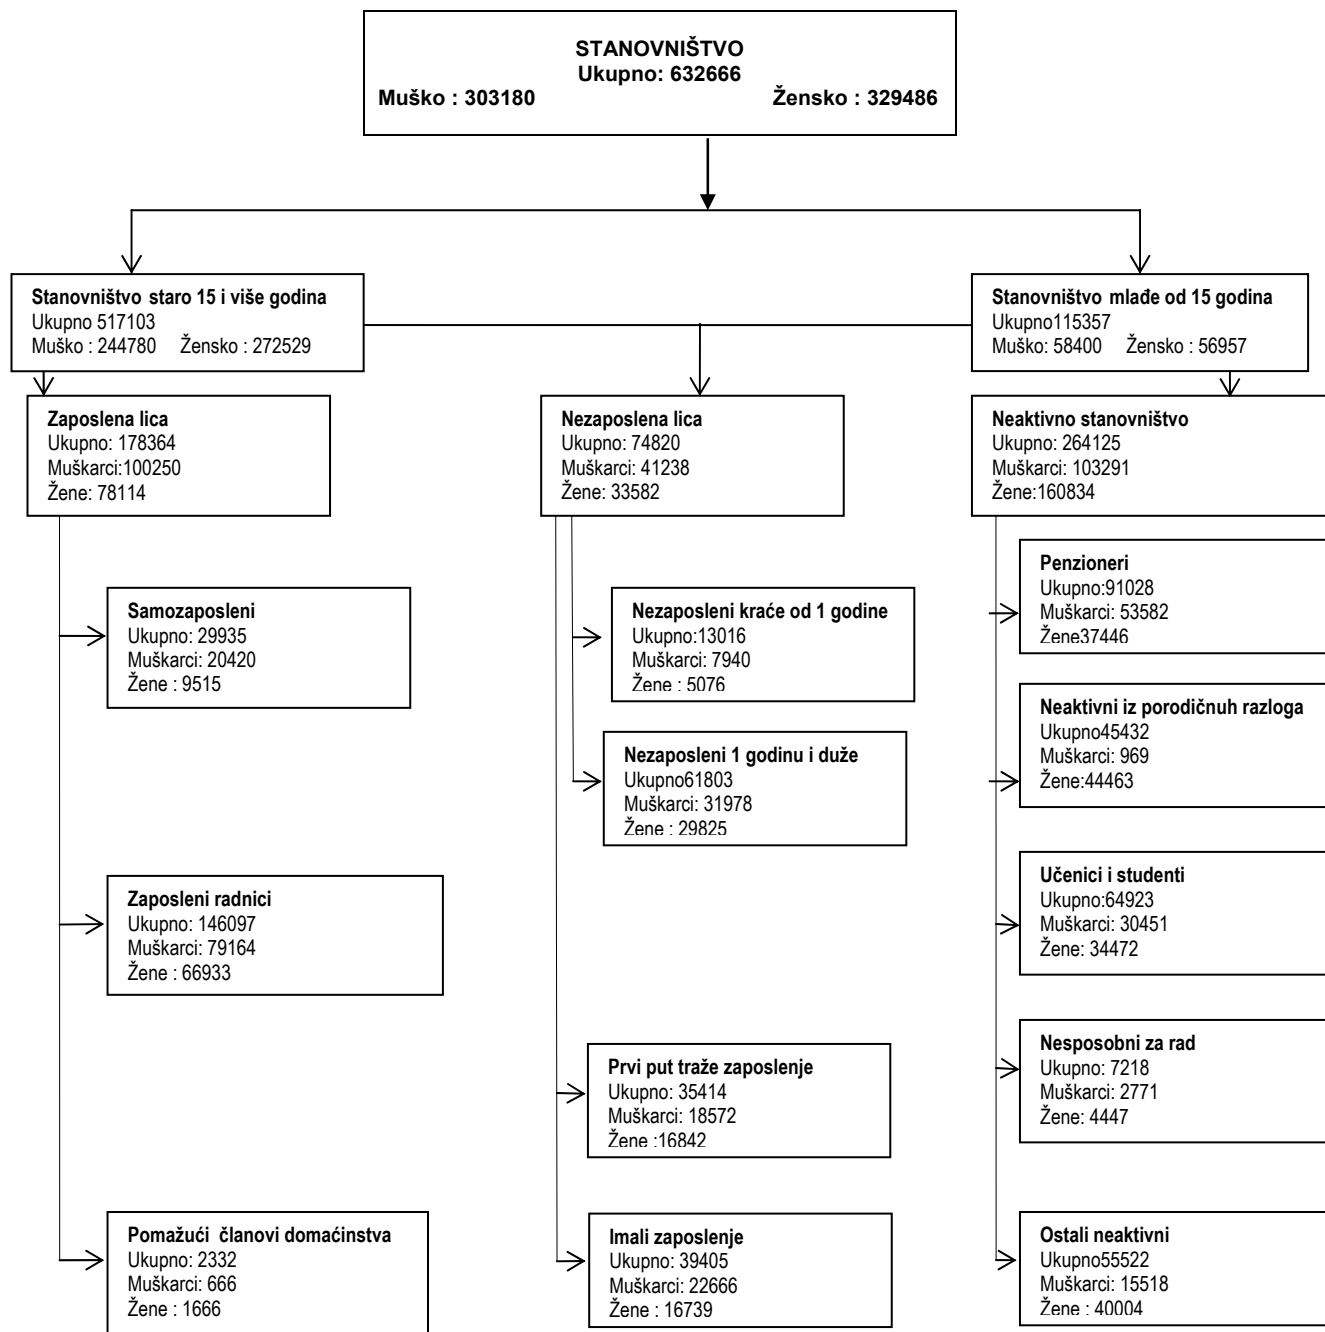 STANOVNIŠTVO
Ukupno: 632666
Muško : 303180 Žensko : 329486
Stanovništvo staro 15 i više godina
Ukupno 517103
Muško : 244780 Žensko : 272529
Stanovništvo mlađe od 15 godina
Ukupno115357
Muško: 58400 Žensko : 56957
Zaposlena lica
Ukupno: 178364
Muškarci:100250
Žene: 78114
Nezaposlena lica
Ukupno: 74820
Muškarci: 41238
Žene: 33582
Neaktivno stanovništvo
Ukupno: 264125
Muškarci: 103291
Žene:160834
Samozaposleni
Ukupno: 29935
Muškarci: 20420
Žene : 9515
Zaposleni radnici
Ukupno: 146097
Muškarci: 79164
Žene : 66933
Pomažući članovi domaćinstva
Ukupno: 2332
Muškarci: 666
Žene : 1666
Nezaposleni kraće od 1 godine
Ukupno:13016
Muškarci: 7940
Žene : 5076
Nezaposleni 1 godinu i duže
Ukupno61803
Muškarci: 31978
Žene : 29825
Prvi put traže zaposlenje
Ukupno: 35414
Muškarci: 18572
Žene :16842
Imali zaposlenje
Ukupno: 39405
Muškarci: 22666
Žene : 16739
Penzioneri
Ukupno:91028
Muškarci: 53582
Žene37446
Neaktivni iz porodičnuh razloga
Ukupno45432
Muškarci: 969
Žene:44463
Učenici i studenti
Ukupno:64923
Muškarci: 30451
Žene: 34472
Nesposobni za rad
Ukupno: 7218
Muškarci: 2771
Žene: 4447
Ostali neaktivni
Ukupno55522
Muškarci: 15518
Žene : 40004